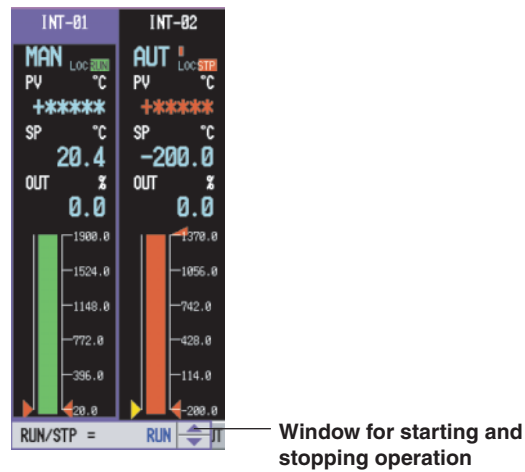 INT-01
MAN LOC RUN
PV °C
+*****
SP °C
20.4
OUT %
0.0
1900.0
1524.0
1148.0
772.0
396.0
20.0
INT-02
AUT LOC STP
PV °C
+*****
SP °C
-200.0
OUT %
0.0
1370.0
1056.0
742.0
428.0
114.0
-200.0
RUN/STP = RUN
Window for starting and
stopping operation